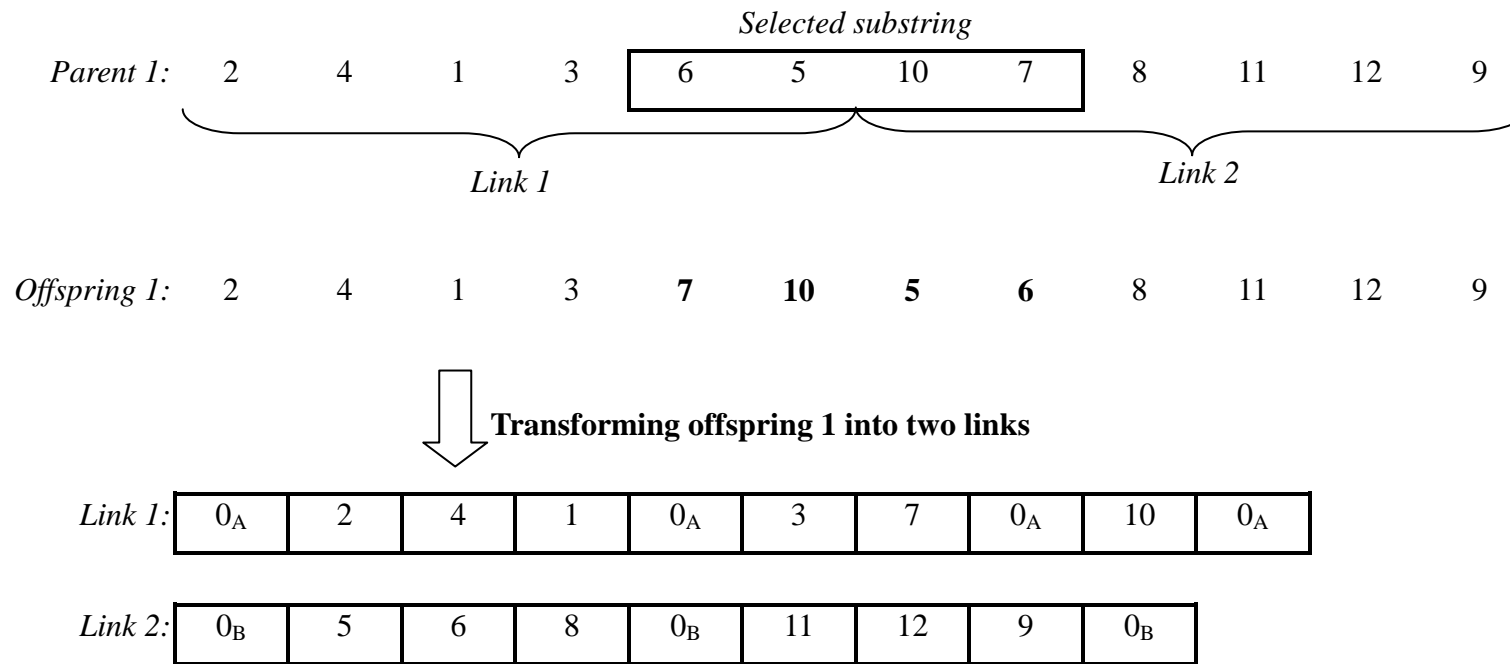 Selected substring
Parent 1: 2 4 1 3 6 5 10 7 8 11 12 9
Link 1 Link 2
Offspring 1: 2 4 1 3 7 10 5 6 8 11 12 9
Transforming offspring 1 into two links
Link 1: 0A 2 4 1 0A 3 7 0A 10 0A
Link 2: 0B 5 6 8 0B 11 12 9 0B